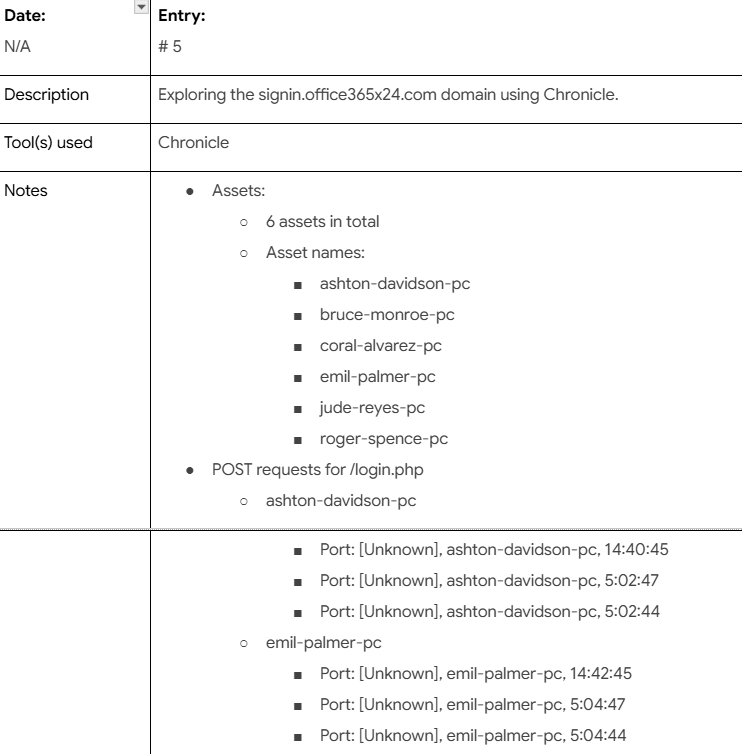 Date: Entry:
N/A # 5
Description Exploring the signin.office365x24.com domain using Chronicle.
Tool(s) used Chronicle
Notes ● Assets:
○ 6 assets in total
○ Asset names:
■ ashton-davidson-pc
■ bruce-monroe-pc
■ coral-alvarez-pc
■ emil-palmer-pc
■ jude-reyes-pc
■ roger-spence-pc
● POST requests for /login.php
○ ashton-davidson-pc
■ Port: [Unknown], ashton-davidson-pc, 14:40:45
■ Port: [Unknown], ashton-davidson-pc, 5:02:47
■ Port: [Unknown], ashton-davidson-pc, 5:02:44
○ emil-palmer-pc
■ Port: [Unknown], emil-palmer-pc, 14:42:45
■ Port: [Unknown], emil-palmer-pc, 5:04:47
■ Port: [Unknown], emil-palmer-pc, 5:04:44